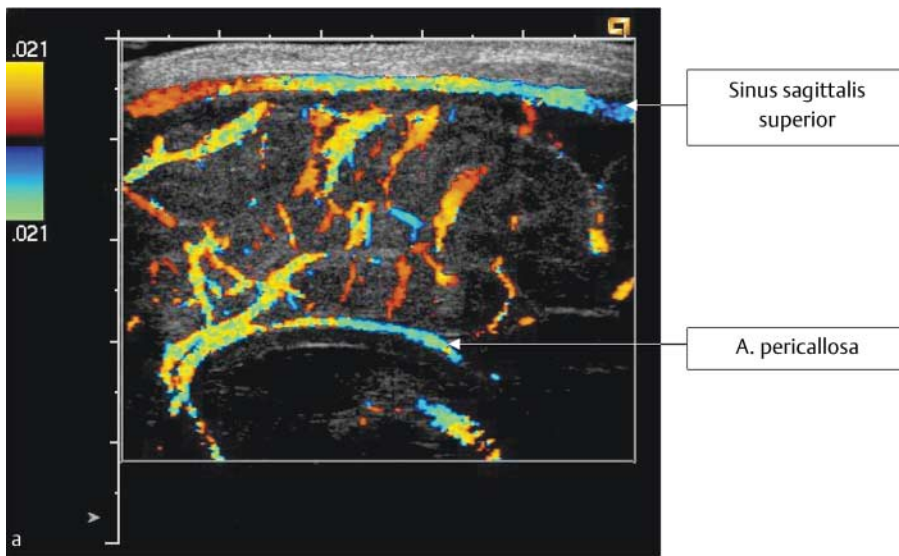 .021
.021
Sinus sagittalis
superior
A. pericallosa
a